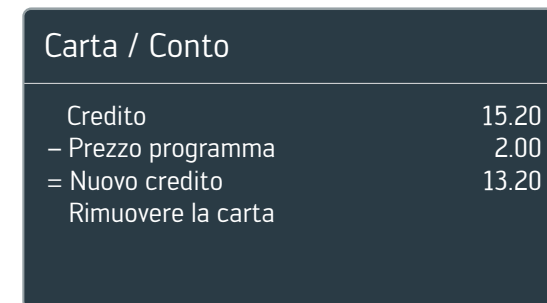 Carta / Conto
Credito 15.20
– Prezzo programma 2.00
= Nuovo credito 13.20
Rimuovere la carta